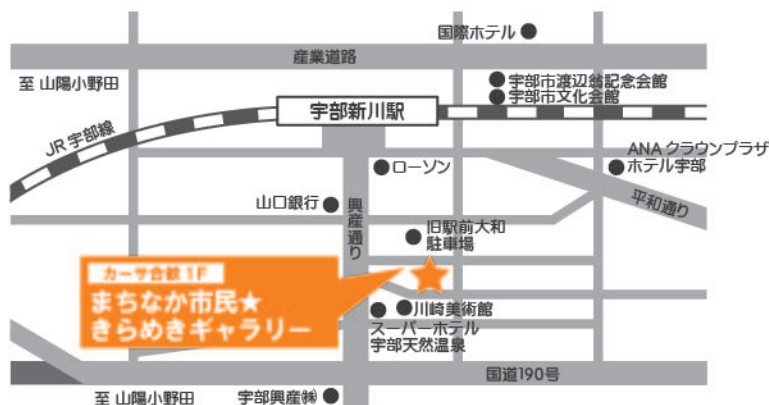 国際ホテル
産業道路
至 山陽小野田
宇部市渡辺翁記念会館
宇部市文化会館
宇部新川駅
JR宇部線
ANAクラウンプラザ
ホテル宇部
ローソン
平和通り
山口銀行
興産通り
旧駅前大和
駐車場
カーサ合歓 1F
まちなか市民★
きらめきギャラリー
川崎美術館
スーパーホテル
宇部天然温泉
国道190号
至 山陽小野田
宇部興産㈱